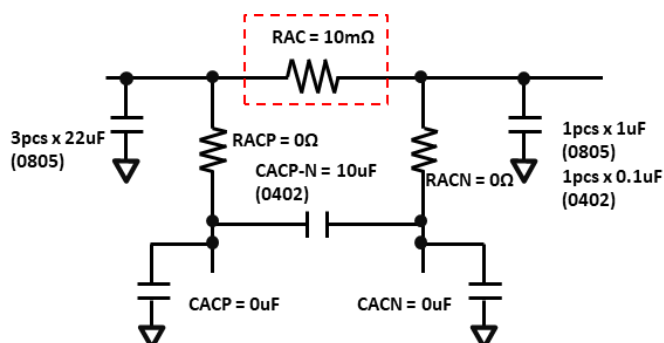 RAC = 10mΩ
3pcs x 22uF
(0805)
RACP = 0Ω
CACP-N = 10uF
(0402)
RACN = 0Ω
1pcs x 1uF
(0805)
1pcs x 0.1uF
(0402)
CACP = 0uF
CACN = 0uF